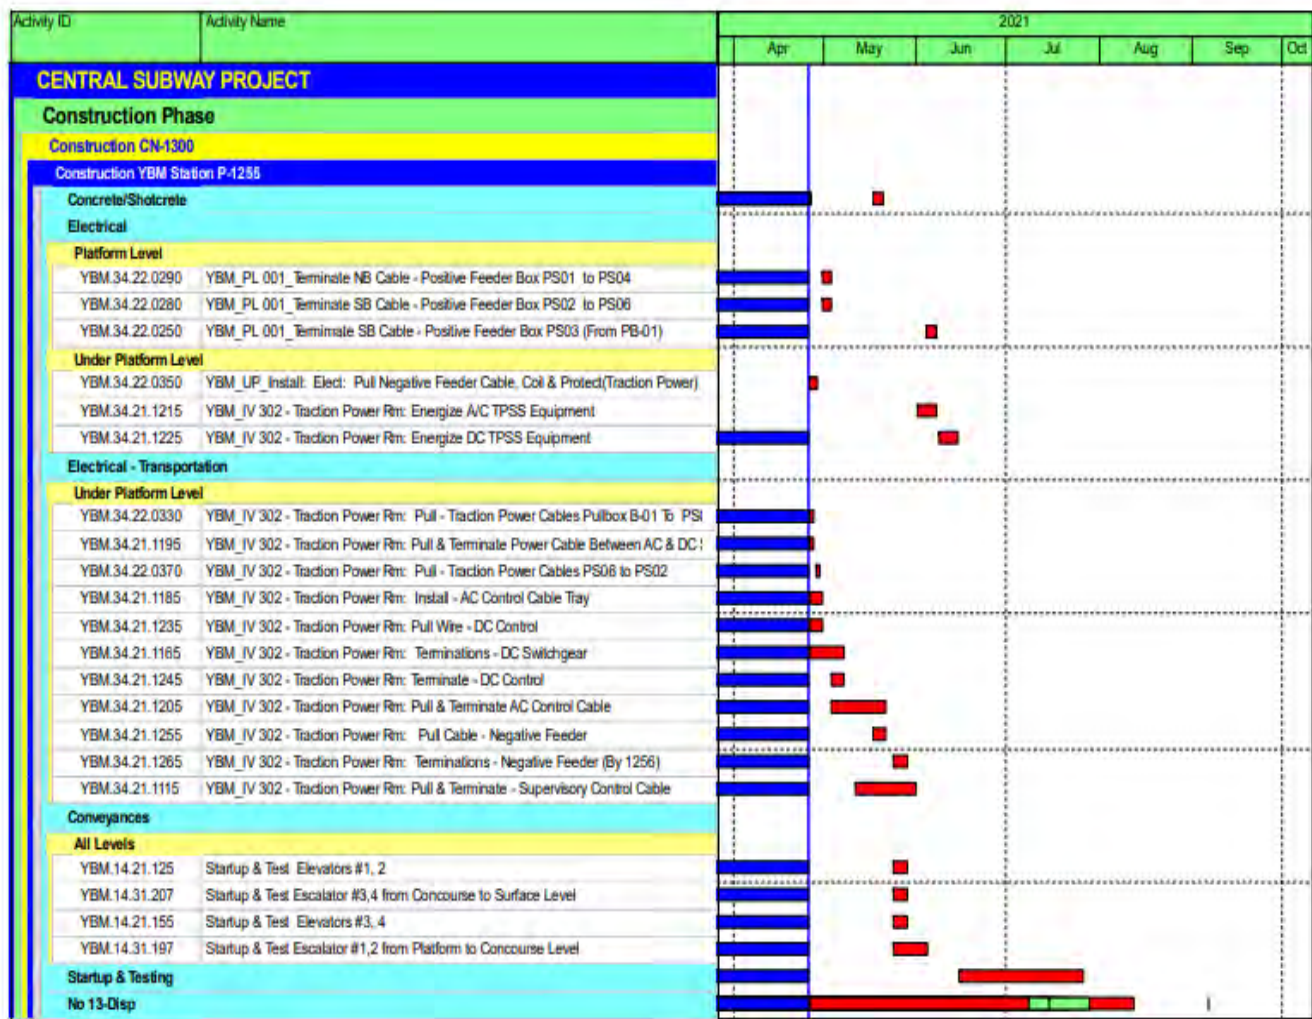 Activity ID Activity Name 2021
Apr May Jun Jul Aug Sep Oct
CENTRAL SUBWAY PROJECT
Construction Phase
Construction CN-1300
Construction YBM Station P-1255
Concrete/Shotcrete
Electrical
Platform Level
YBM.34.22.0290 YBM_PL 001_Terminate NB Cable - Positive Feeder Box PS01 to PS04
YBM.34.22.0280 YBM_PL 001_Terminate SB Cable - Positive Feeder Box PS02 to PS06
YBM.34.22.0250 YBM_PL 001_Termimate SB Cable - Positive Feeder Box PS03 (From PB-01)
Under Platform Level
YBM.34.22.0350 YBM_UP_Install: Elect: Pull Negative Feeder Cable, Coil & Protect(Traction Power)
YBM.34.21.1215 YBM_IV 302 - Traction Power Rm: Energize A/C TPSS Equipment
YBM.34.21.1225 YBM_IV 302 - Traction Power Rm: Energize DC TPSS Equipment
Electrical - Transportation
Under Platform Level
YBM.34.22.0330 YBM_IV 302 - Traction Power Rm: Pull - Traction Power Cables Pullbox B-01 To
YBM.34.21.1195 YBM_IV 302 - Traction Power Rm: Pull & Terminate Power Cable Between AC & DC
YBM.34.22.0370 YBM_IV 302 - Traction Power Rm: Pull - Traction Power Cables PS06 to PS02
YBM.34.21.1185 YBM_IV 302 - Traction Power Rm: Install - AC Control Cable Tray
YBM.34.21.1235 YBM_IV 302 - Traction Power Rm: Pull Wire - DC Control
YBM.34.21.1165 YBM_IV 302 - Traction Power Rm: Terminations - DC Switchgear
YBM.34.21.1245 YBM_IV 302 - Traction Power Rm: Terminate - DC Control
YBM.34.21.1205 YBM_IV 302 - Traction Power Rm: Pull & Terminate AC Control Cable
YBM.34.21.1255 YBM_IV 302 - Traction Power Rm: Pull Cable - Negative Feeder
YBM.34.21.1265 YBM_IV 302 - Traction Power Rm: Terminations - Negative Feeder (By 1256)
YBM.34.21.1115 YBM_IV 302 - Traction Power Rm: Pull & Terminate - Supervisory Control Cable
Conveyances
All Levels
YBM.14.21.125 Startup & Test Elevators #1, 2
YBM.14.31.207 Startup & Test Escalator #3,4 from Concourse to Surface Level
YBM.14.21.155 Startup & Test Elevators #3, 4
YBM.14.31.197 Startup & Test Escalator #1,2 from Platform to Concourse Level
Startup & Testing
No 13-Disp